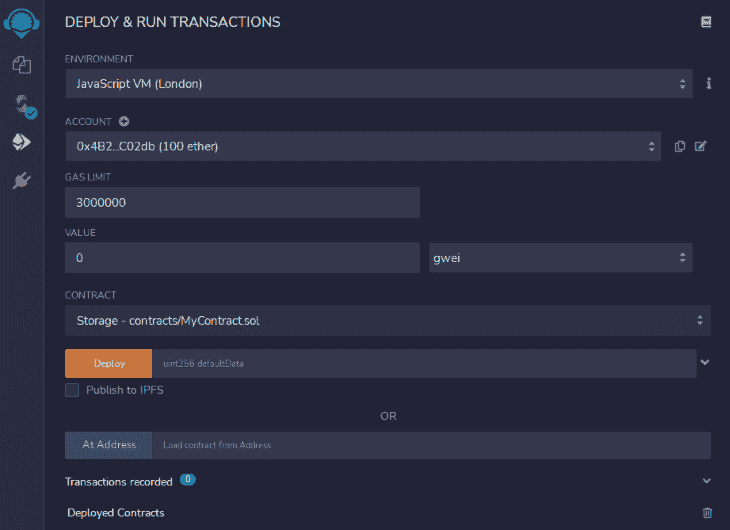 DEPLOY & RUN TRANSACTIONS
ENVIRONMENT
JavaScript VM (London)
ACCOUNT
0x4B2...C02db (100 ether)
GAS LIMIT
3000000
VALUE
0 gwei
CONTRACT
Storage - contracts/MyContract.sol
Deploy uint256 defaultData
Publish to IPFS
OR
At Address Load contract from Address
Transactions recorded 0
Deployed Contracts